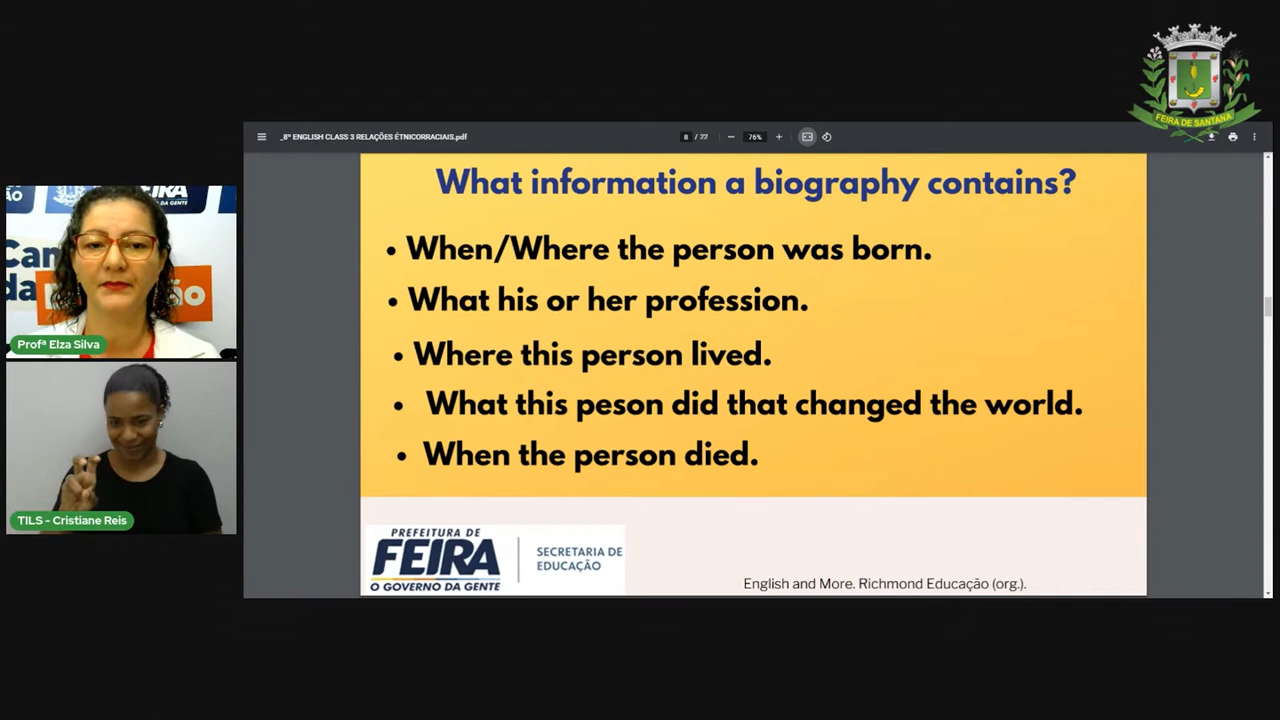 FEIRA DE SANTANA
_8º ENGLISH CLASS 3 RELAÇÕES ÉTNICORRACIAIS.pdf
8 / 22
76%
What information a biography contains?
• When/Where the person was born.
• What his or her profession.
• Where this person lived.
• What this peson did that changed the world.
• When the person died.
PREFEITURA DE
FEIRA
O GOVERNO DA GENTE
SECRETARIA DE
EDUCAÇÃO
English and More. Richmond Educação (org.).
Profª Elza Silva
TILS - Cristiane Reis